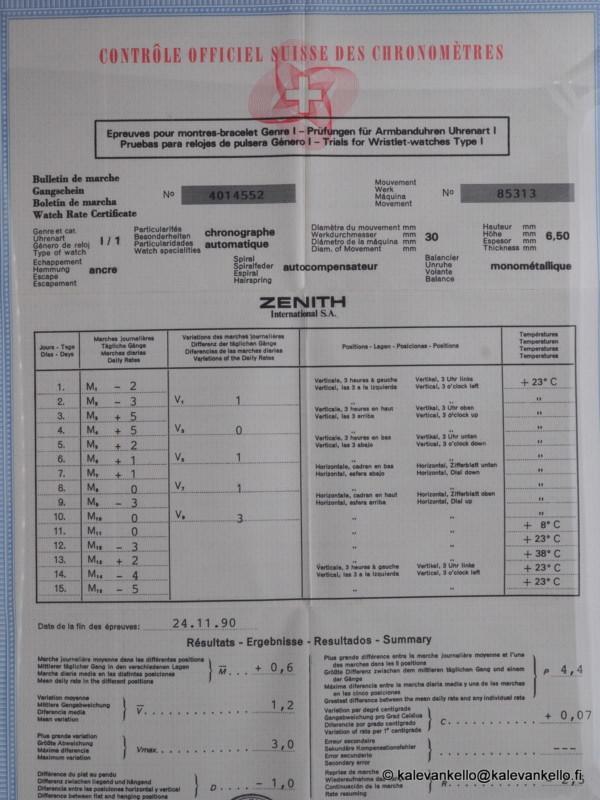 CONTRÔLE OFFICIEL SUISSE DES CHRONOMÈTRES
Epreuves pour montres-bracelet Genre I – Prüfungen für Armbanduhren Uhrenart I
Pruebas para relojes de pulsera Género I – Trials for Wristlet-watches Type I
Bulletin de marche
Gangschein
Boletin de marcha
Watch Rate Certificate
No 4014552
Mouvement
Werk
Máquina
Movement
No 85313
Genre et cat.
Uhrenart
Género de reloj
Type of watch
I / 1
Particularités
Besonderheiten
Particularidades
Watch specialities
chronographe
automatique
Diamètre du mouvement mm
Werkdurchmesser mm
Diámetro de la máquina mm
Diam. of Movement mm
30
Hauteur mm
Höhe mm
Espesor mm
Thickness mm
6,50
Echappement
Hemmung
Escape
Escapement
ancre
Spiral
Spiralfeder
Espiral
Hairspring
autocompensateur
Balancier
Unruhe
Volante
Balance
monométallique
ZENITH
International S.A.
Jours - Tage
Dias - Days
Marches journalières
Tägliche Gänge
Marchas diarias
Daily Rates
Variations des marches journalières
Differenz der täglichen Gänge
Diferencias de las marchas diarias
Variations of the Daily Rates
Positions - Lagen - Posiciones - Positions
Températures
Temperaturen
Temperaturas
Temperatures
1. M1 – 2 Verticale, 3 heures à gauche Vertikal, 3 Uhr links + 23° C
V1 1 Vertical, las 3 a la izquierda Vertical, 3 o'clock left
2. M2 – 3 " " "
3. M3 + 5 Verticale, 3 heures en haut Vertikal, 3 Uhr oben "
V3 0 Vertical, las 3 arriba Vertical, 3 o'clock up
4. M4 + 5 " " "
5. M5 + 2 Verticale, 3 heures en bas Vertikal, 3 Uhr unten "
V5 1 Vertical, las 3 abajo Vertical, 3 o'clock down
6. M6 + 1 " " "
7. M7 + 1 Horizontale, cadran en bas Horizontal, Zifferblatt unten "
V7 1 Horizontal, esfera abajo Horizontal, Dial down
8. M8 0 " " "
9. M9 – 3 Horizontale, cadran en haut Horizontal, Zifferblatt oben "
V9 3 Horizontal, esfera arriba Horizontal, Dial up
10. M10 0 " " "
11. M11 0 " " + 8° C
12. M12 – 3 " " + 23° C
13. M13 + 2 " " + 38° C
14. M14 – 4 Verticale, 3 heures à gauche Vertikal, 3 Uhr links + 23° C
Vertical, las 3 a la izquierda Vertical, 3 o'clock left
15. M15 – 5 " " + 23° C
Date de la fin des épreuves: 24.11.90
Résultats - Ergebnisse - Resultados - Summary
Marche journalière moyenne dans les différentes positions
Mittlerer täglicher Gang in den verschiedenen Lagen
Marcha diaria media en las distintas posiciones
Mean daily rate in the different positions
M + 0,6
Plus grande différence entre la marche journalière moyenne et l'une
des marches dans les 5 positions
Größte Differenz zwischen dem mittleren täglichen Gang und einem
der Gänge
Máxima diferencia entre la marcha diaria media y una de las marchas
en las cinco posiciones
Greatest difference between the mean daily rate and any individual rate
P 4,4
Variation moyenne
Mittlere Gangabweichung
Diferencia media
Mean variation
V 1,2
Variation par degré centigrade
Gangabweichung pro Grad Celsius
Diferencia por grado centigrado
Variation of rate per 1° centigrade
C + 0,07
Plus grande variation
Größte Abweichung
Máxima diferencia
Maximum variation
Vmax. 3,0
Erreur secondaire
Sekundäre Kompensationsfehler
Error secundario
Secondary error
---
Différence du plat au pendu
Differenz zwischen liegend und hängend
Diferencia entre las posiciones horizontal y vertical
Difference between flat and hanging positions
D – 1,0
Reprise de marche
Wiederaufnahme des
Continuación de la marcha
Rate resuming
R
© kalevankello@kalevankello.fi